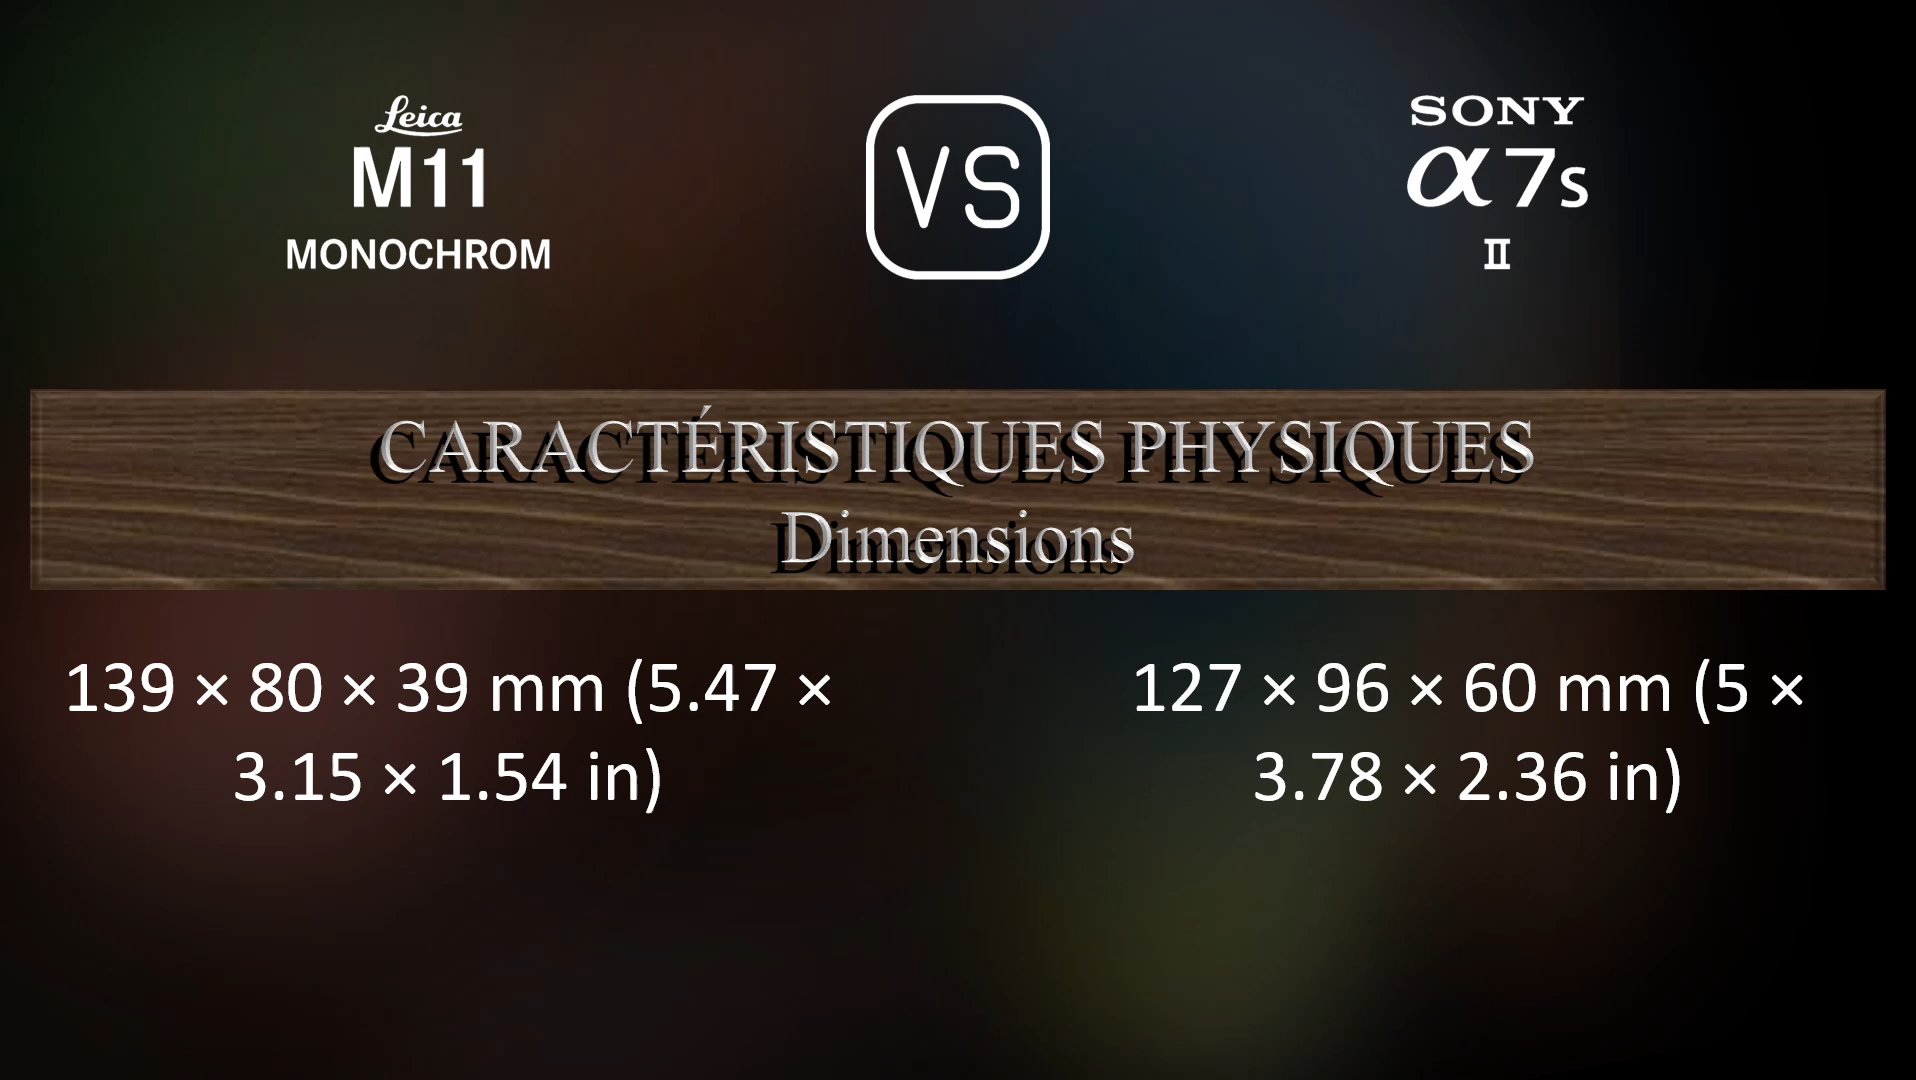 Leica
M11
MONOCHROM
VS
SONY
α7s
II
CARACTÉRISTIQUES PHYSIQUES
Dimensions
139 × 80 × 39 mm (5.47 ×
3.15 × 1.54 in)
127 × 96 × 60 mm (5 ×
3.78 × 2.36 in)